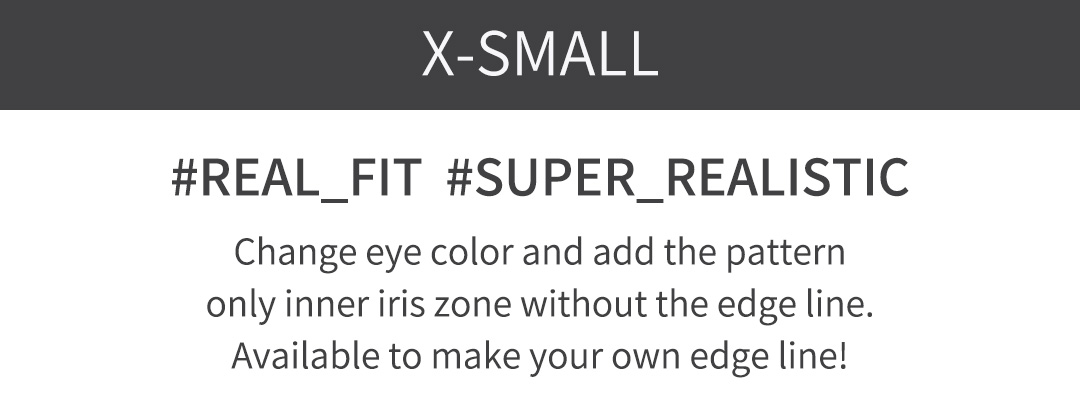 X-SMALL
#REAL_FIT #SUPER_REALISTIC
Change eye color and add the pattern
only inner iris zone without the edge line.
Available to make your own edge line!